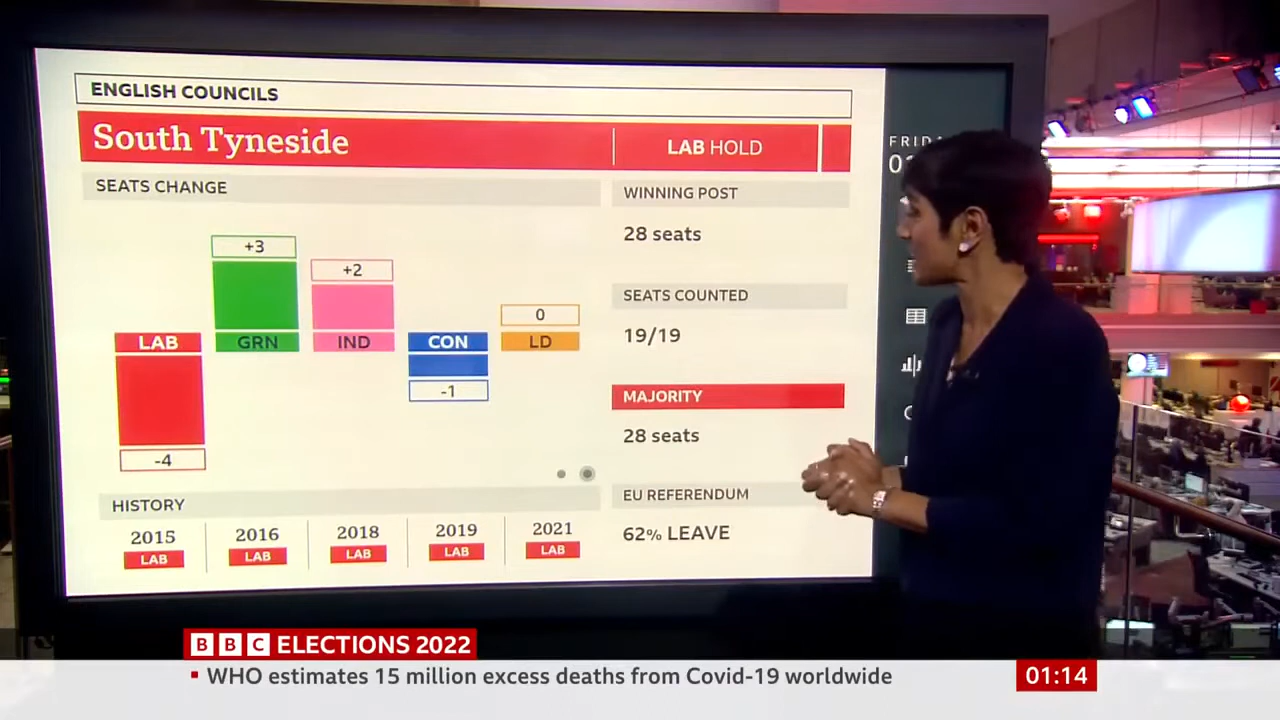 ENGLISH COUNCILS
South Tyneside
LAB HOLD
SEATS CHANGE
+3
+2
0
LAB
GRN
IND
CON
LD
-1
-4
WINNING POST
28 seats
SEATS COUNTED
19/19
MAJORITY
28 seats
EU REFERENDUM
62% LEAVE
HISTORY
2015
2016
2018
2019
2021
LAB
LAB
LAB
LAB
LAB
BBC ELECTIONS 2022
WHO estimates 15 million excess deaths from Covid-19 worldwide
01:14